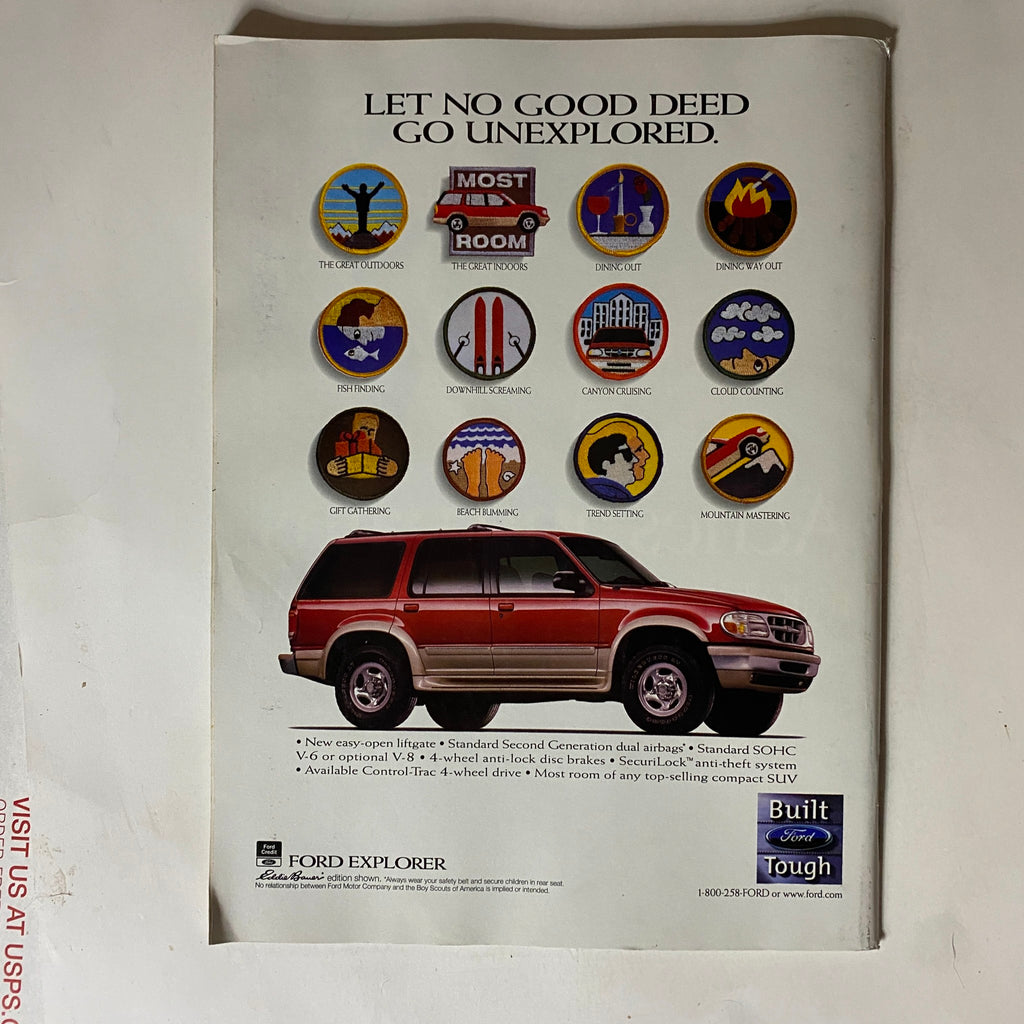 LET NO GOOD DEED
GO UNEXPLORED.
MOST
ROOM
THE GREAT OUTDOORS
THE GREAT INDOORS
DINING OUT
DINING WAY OUT
FISH FINDING
DOWNHILL SCREAMING
CANYON CRUISING
CLOUD COUNTING
GIFT GATHERING
BEACH BUMMING
TREND SETTING
MOUNTAIN MASTERING
• New easy-open liftgate • Standard Second Generation dual airbags* • Standard SOHC
V-6 or optional V-8 • 4-wheel anti-lock disc brakes • SecuriLock™ anti-theft system
• Available Control-Trac 4-wheel drive • Most room of any top-selling compact SUV
Built
Ford
Tough
Ford
Credit
FORD EXPLORER
Eddie Bauer edition shown. *Always wear your safety belt and secure children in rear seat.
No relationship between Ford Motor Company and the Boy Scouts of America is implied or intended.
1-800-258-FORD or www.ford.com
VISIT US AT USPS.C